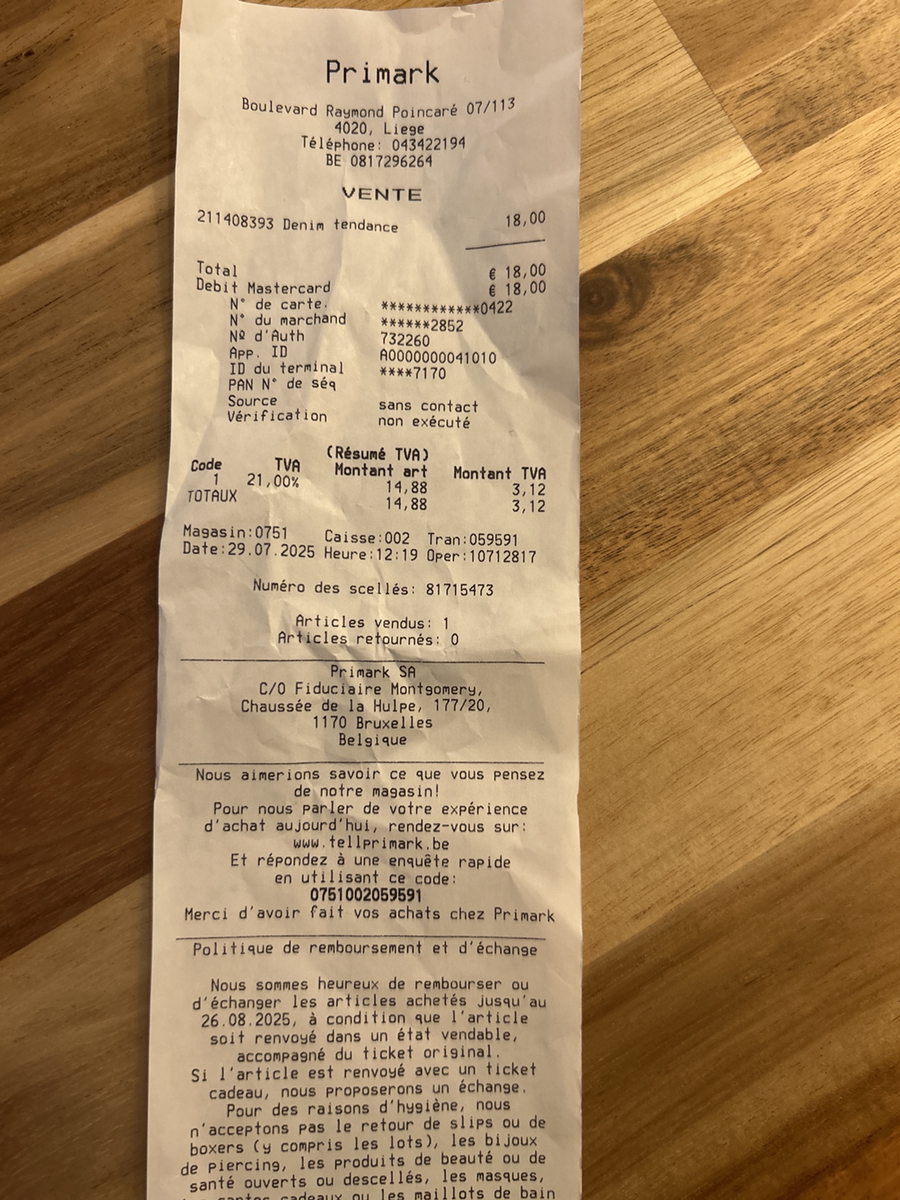 Primark
Boulevard Raymond Poincaré 07/113
4020, Liege
Téléphone: 043422194
BE 0817296264
VENTE
211408393 Denim tendance 18,00
Total € 18,00
Debit Mastercard € 18,00
N° de carte. ************0422
N° du marchand ******2852
Nº d'Auth 732260
App. ID A0000000041010
ID du terminal ****7170
PAN N° de séq
Source sans contact
Vérification non exécuté
(Résumé TVA)
Code TVA Montant art Montant TVA
1 21,00% 14,88 3,12
TOTAUX 14,88 3,12
Magasin:0751 Caisse:002 Tran:059591
Date:29.07.2025 Heure:12:19 Oper:10712817
Numéro des scellés: 81715473
Articles vendus: 1
Articles retournés: 0
Primark SA
C/O Fiduciaire Montgomery,
Chaussée de la Hulpe, 177/20,
1170 Bruxelles
Belgique
Nous aimerions savoir ce que vous pensez
de notre magasin!
Pour nous parler de votre expérience
d'achat aujourd'hui, rendez-vous sur:
www.tellprimark.be
Et répondez à une enquête rapide
en utilisant ce code:
0751002059591
Merci d'avoir fait vos achats chez Primark
Politique de remboursement et d'échange
Nous sommes heureux de rembourser ou
d'échanger les articles achetés jusqu'au
26.08.2025, à condition que l'article
soit renvoyé dans un état vendable,
accompagné du ticket original.
Si l'article est renvoyé avec un ticket
cadeau, nous proposerons un échange.
Pour des raisons d'hygiène, nous
n'acceptons pas le retour de slips ou de
boxers (y compris les lots), les bijoux
de piercing, les produits de beauté ou de
santé ouverts ou descellés, les masques,
cadeaux ou les maillots de bain